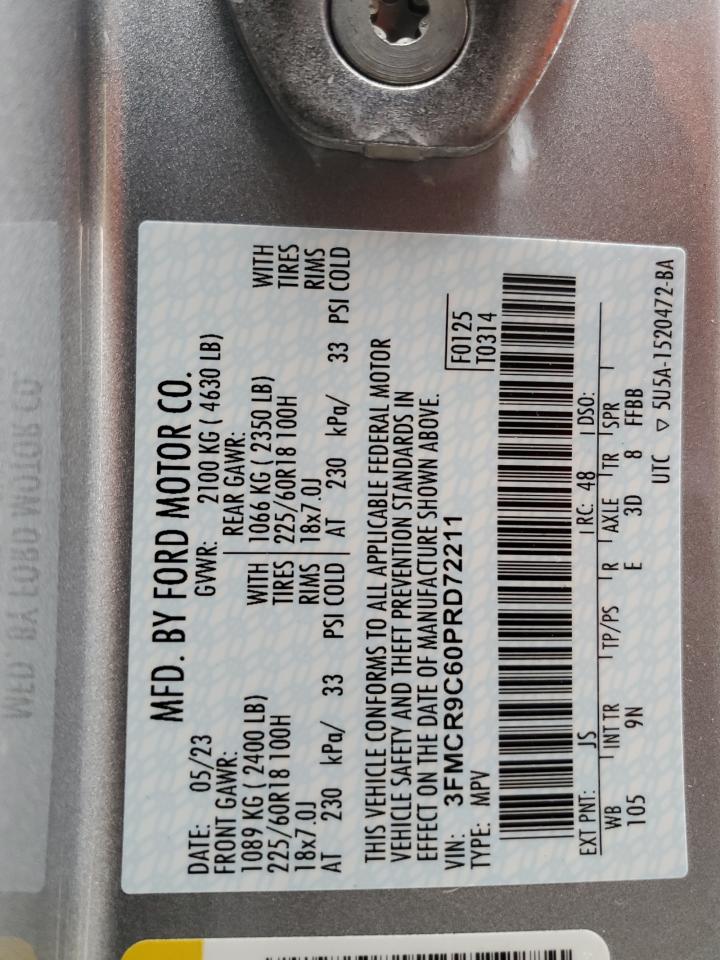 MFD. BY FORD MOTOR CO.
DATE: 05/23 GVWR: 2100 KG ( 4630 LB)
FRONT GAWR: REAR GAWR:
1089 KG ( 2400 LB) WITH 1066 KG ( 2350 LB) WITH
225/60R18 100H TIRES 225/60R18 100H TIRES
18x7.0J RIMS 18x7.0J RIMS
AT 230 kPa/ 33 PSI COLD AT 230 kPa/ 33 PSI COLD
THIS VEHICLE CONFORMS TO ALL APPLICABLE FEDERAL MOTOR
VEHICLE SAFETY AND THEFT PREVENTION STANDARDS IN
EFFECT ON THE DATE OF MANUFACTURE SHOWN ABOVE.
VIN: 3FMCR9C60PRD72211 F0125
TYPE: MPV T0314
EXT PNT: JS RC: 48 DSO:
WB INT TR TP/PS R AXLE TR SPR
105 9N E 3D 8 FFBB
UTC ▽ 5U5A-1520472-BA